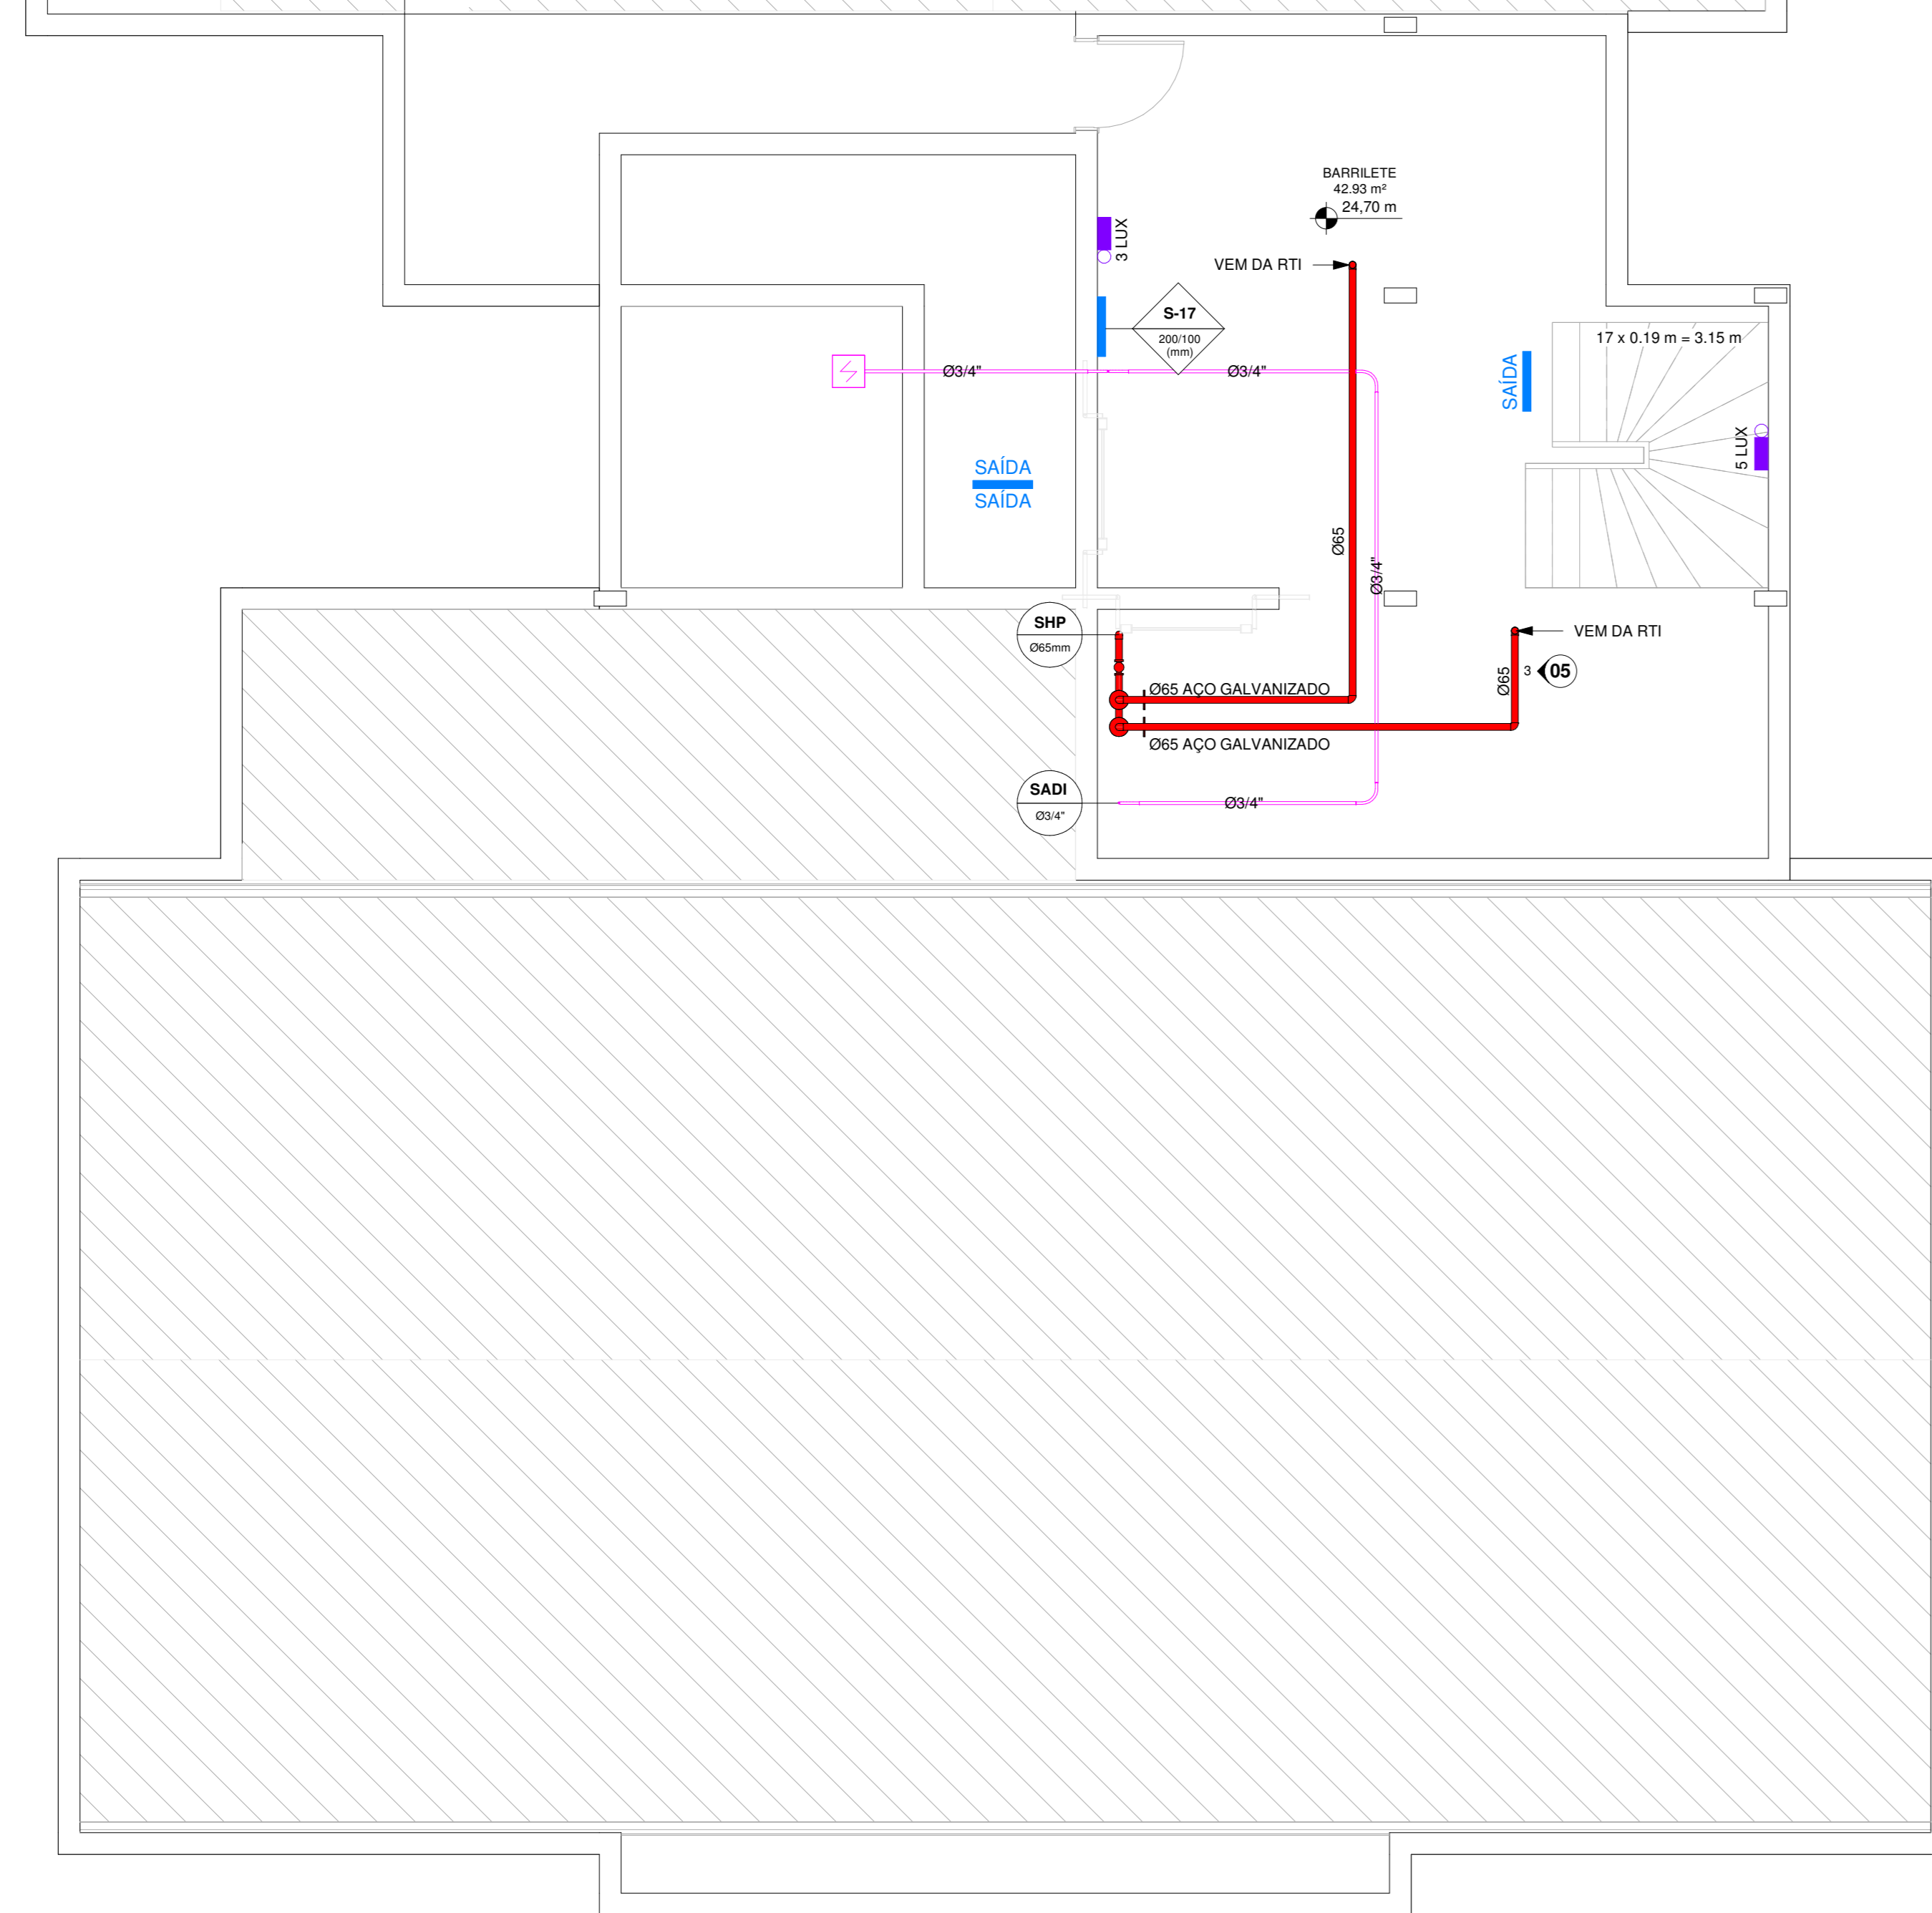 BARRILETE
42.93 m²
24,70 m
3 LUX
VEM DA RTI
S-17
200/100
(mm)
17 x 0.19 m = 3.15 m
SAÍDA
Ø3/4"
Ø3/4"
5 LUX
SAÍDA
SAÍDA
Ø65
Ø3/4"
SHP
Ø65mm
VEM DA RTI
Ø65
3
05
Ø65 AÇO GALVANIZADO
Ø65 AÇO GALVANIZADO
SADI
Ø3/4"
Ø3/4"